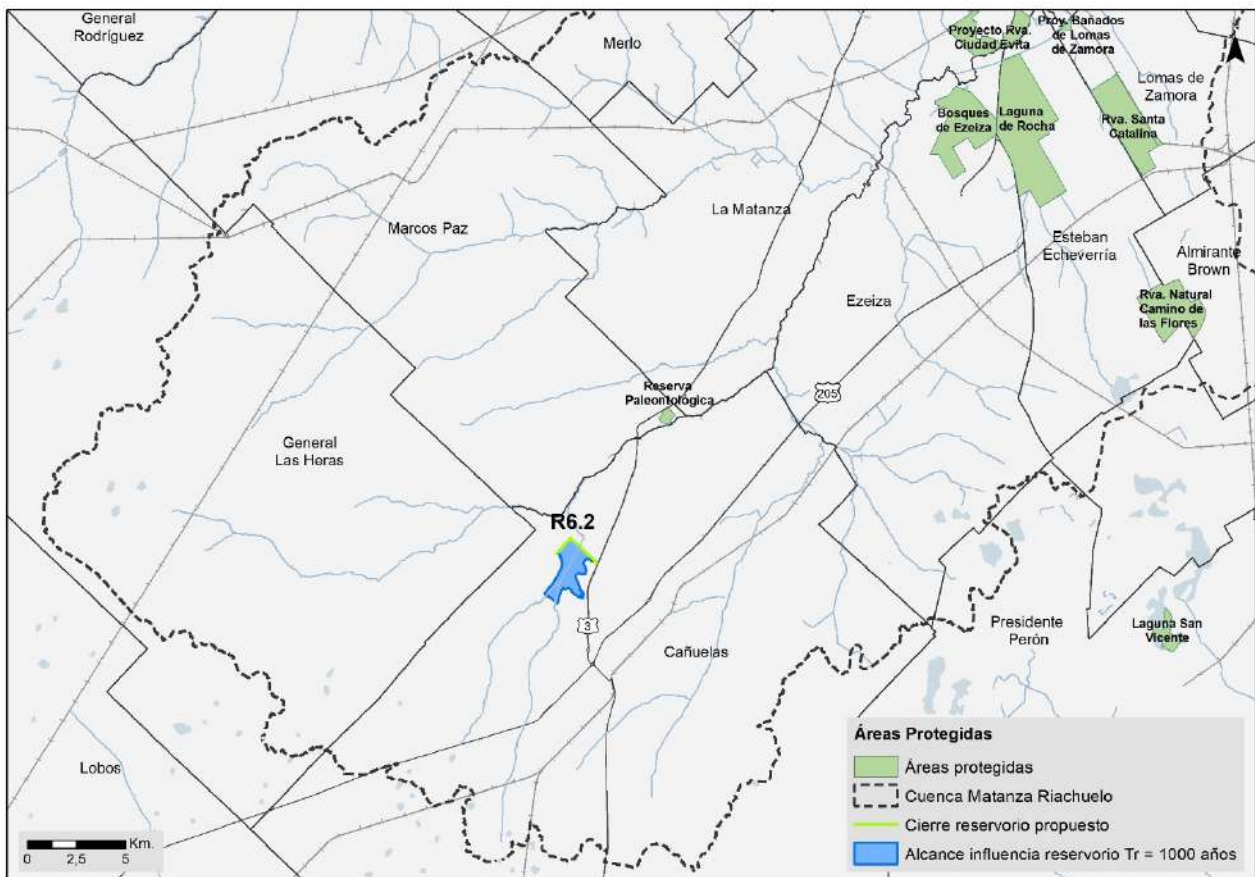 General
Rodríguez
Merlo
Proyecto Rva.
Ciudad Evita
Proy. Bañados
de Lomas
de Zamora
Lomas de
Zamora
Bosques
de Ezeiza
Laguna
de Rocha
Rva. Santa
Catalina
Marcos Paz
La Matanza
Esteban
Echeverría
Almirante
Brown
Ezeiza
Rva. Natural
Camino de
las Flores
Reserva
Paleontológica
205
General
Las Heras
R6.2
3
Cañuelas
Presidente
Perón
Laguna San
Vicente
Lobos
Áreas Protegidas
Áreas protegidas
Cuenca Matanza Riachuelo
Cierre reservorio propuesto
Alcance influencia reservorio Tr = 1000 años
Km.
0 2,5 5